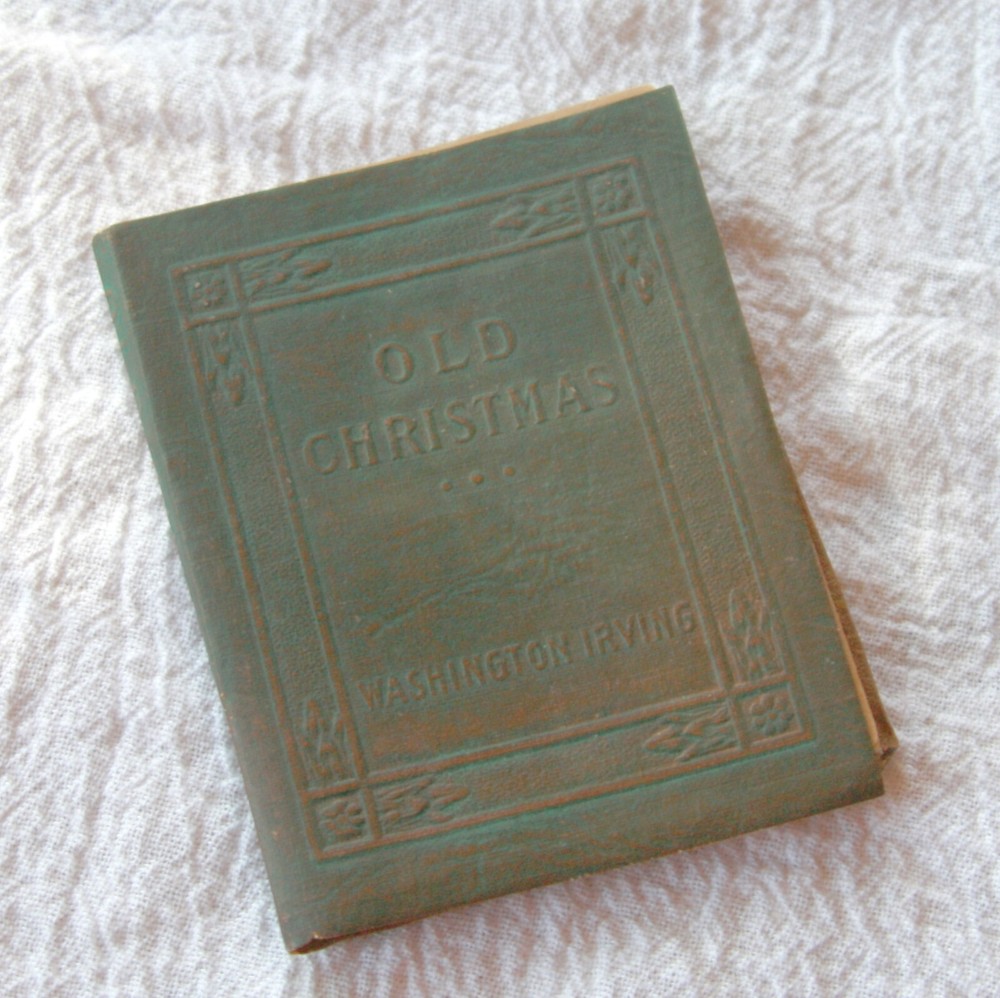 OLD
CHRISTMAS
...
WASHINGTON IRVING